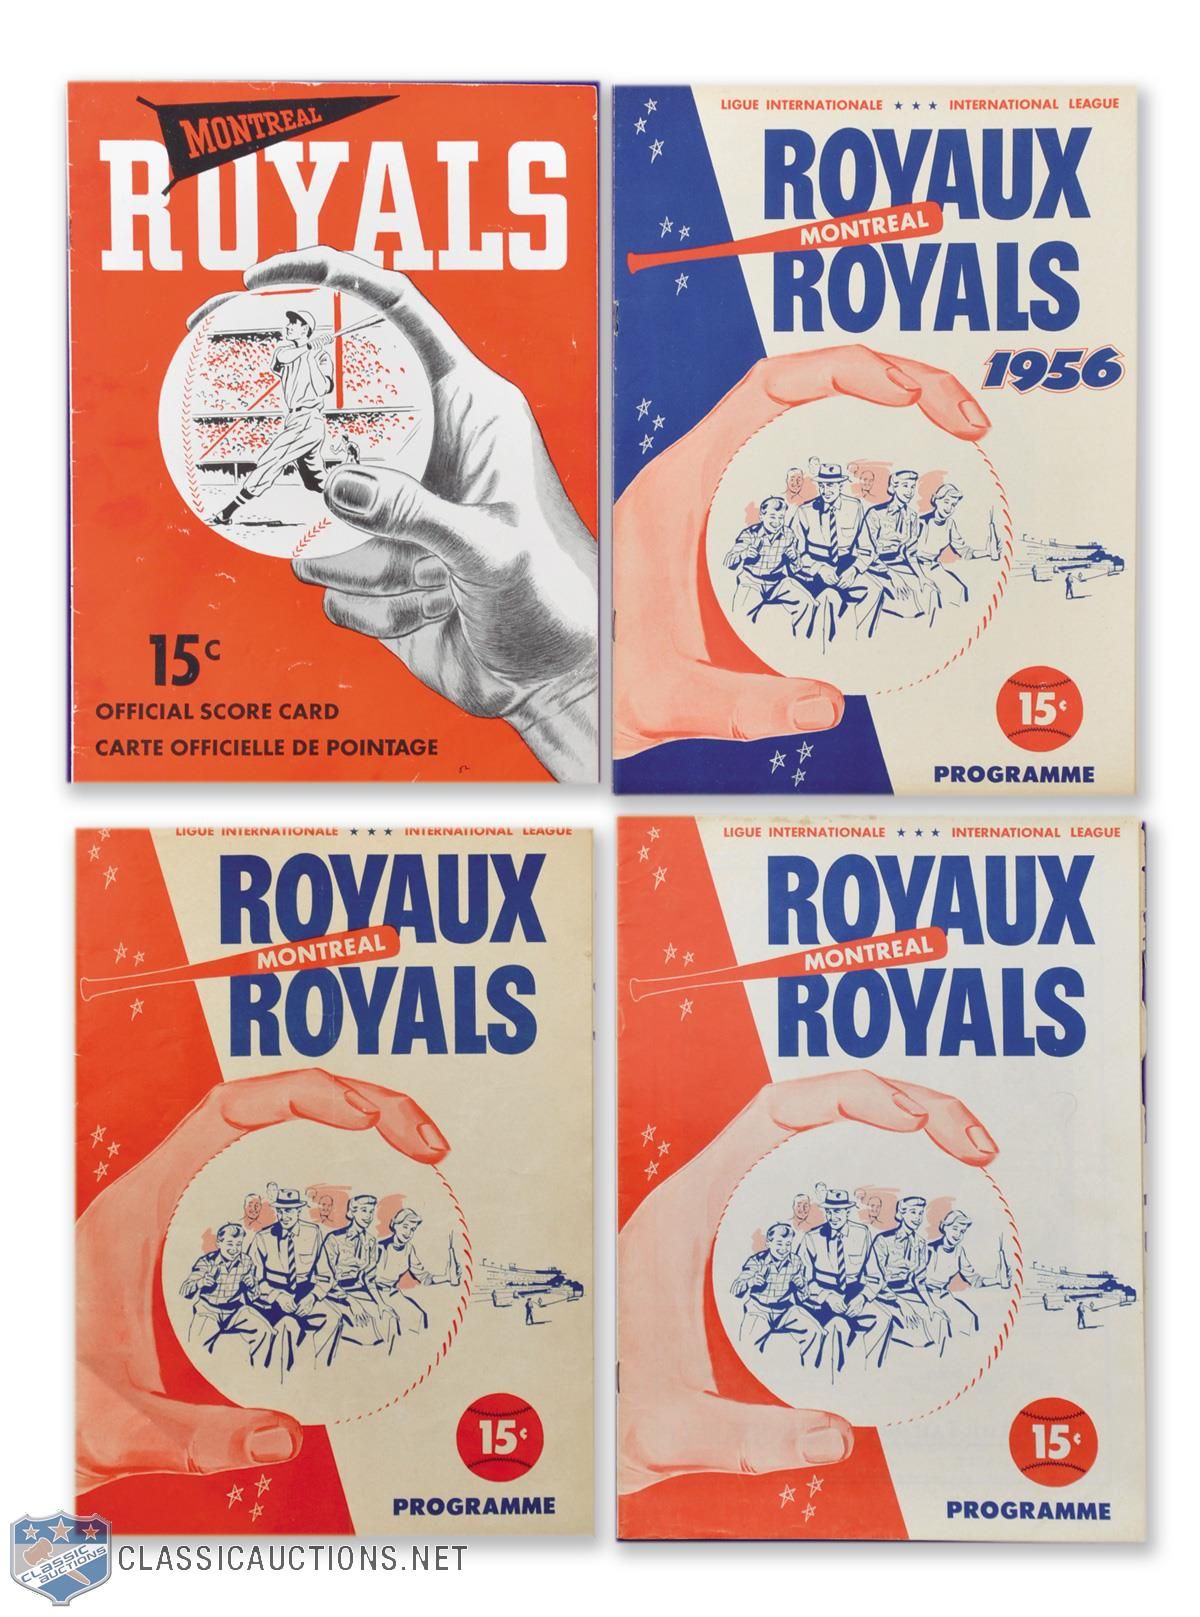 MONTREAL
ROYALS
15¢
OFFICIAL SCORE CARD
CARTE OFFICIELLE DE POINTAGE
52
LIGUE INTERNATIONALE ★ ★ ★ INTERNATIONAL LEAGUE
ROYAUX
MONTREAL
ROYALS
1956
15¢
PROGRAMME
LIGUE INTERNATIONALE ★ ★ ★ INTERNATIONAL LEAGUE
ROYAUX
MONTREAL
ROYALS
15¢
PROGRAMME
LIGUE INTERNATIONALE ★ ★ ★ INTERNATIONAL LEAGUE
ROYAUX
MONTREAL
ROYALS
15¢
PROGRAMME
CLASSIC
AUCTIONS
CLASSICAUCTIONS.NET